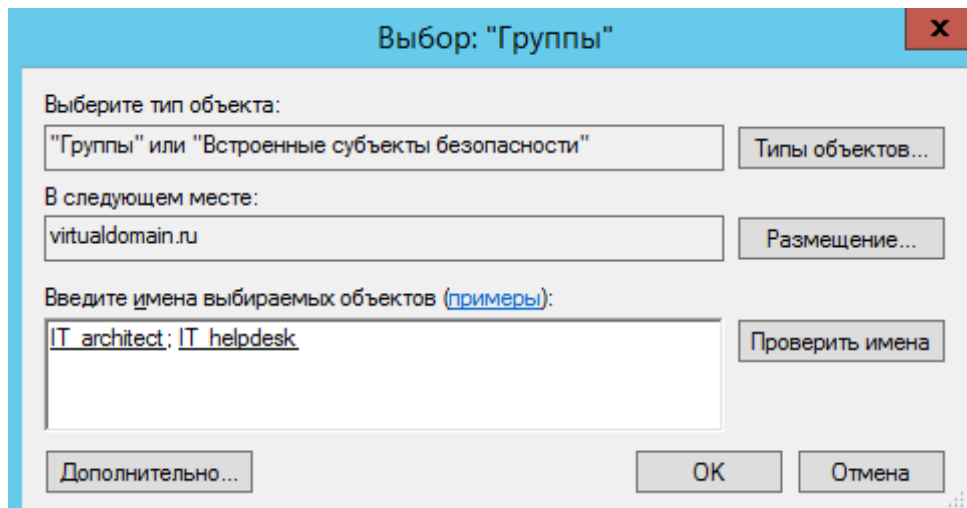 Выбор: "Группы"
x
Выберите тип объекта:
"Группы" или "Встроенные субъекты безопасности"
Типы объектов...
В следующем месте:
virtualdomain.ru
Размещение...
Введите имена выбираемых объектов (примеры):
IT_architect; IT_helpdesk
Проверить имена
Дополнительно...
ОК
Отмена